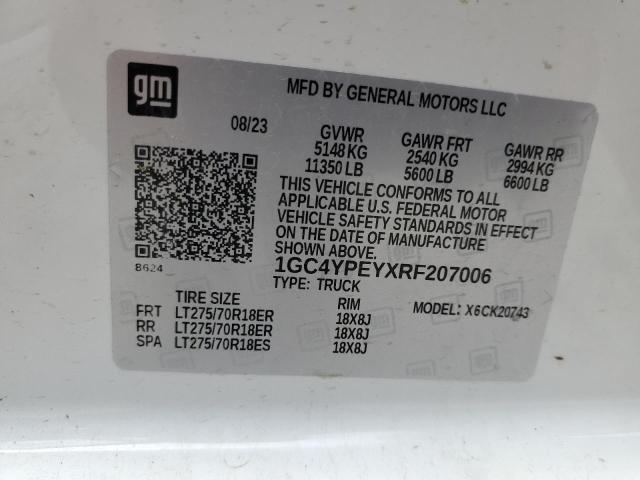 gm
MFD BY GENERAL MOTORS LLC
08/23 GVWR GAWR FRT GAWR RR
5148 KG 2540 KG 2994 KG
11350 LB 5600 LB 6600 LB
THIS VEHICLE CONFORMS TO ALL
APPLICABLE U.S. FEDERAL MOTOR
VEHICLE SAFETY STANDARDS IN EFFECT
ON THE DATE OF MANUFACTURE
SHOWN ABOVE.
8624
1GC4YPEYXRF207006
TYPE: TRUCK
TIRE SIZE RIM MODEL: X6CK20743
FRT LT275/70R18ER 18X8J
RR LT275/70R18ER 18X8J
SPA LT275/70R18ES 18X8J